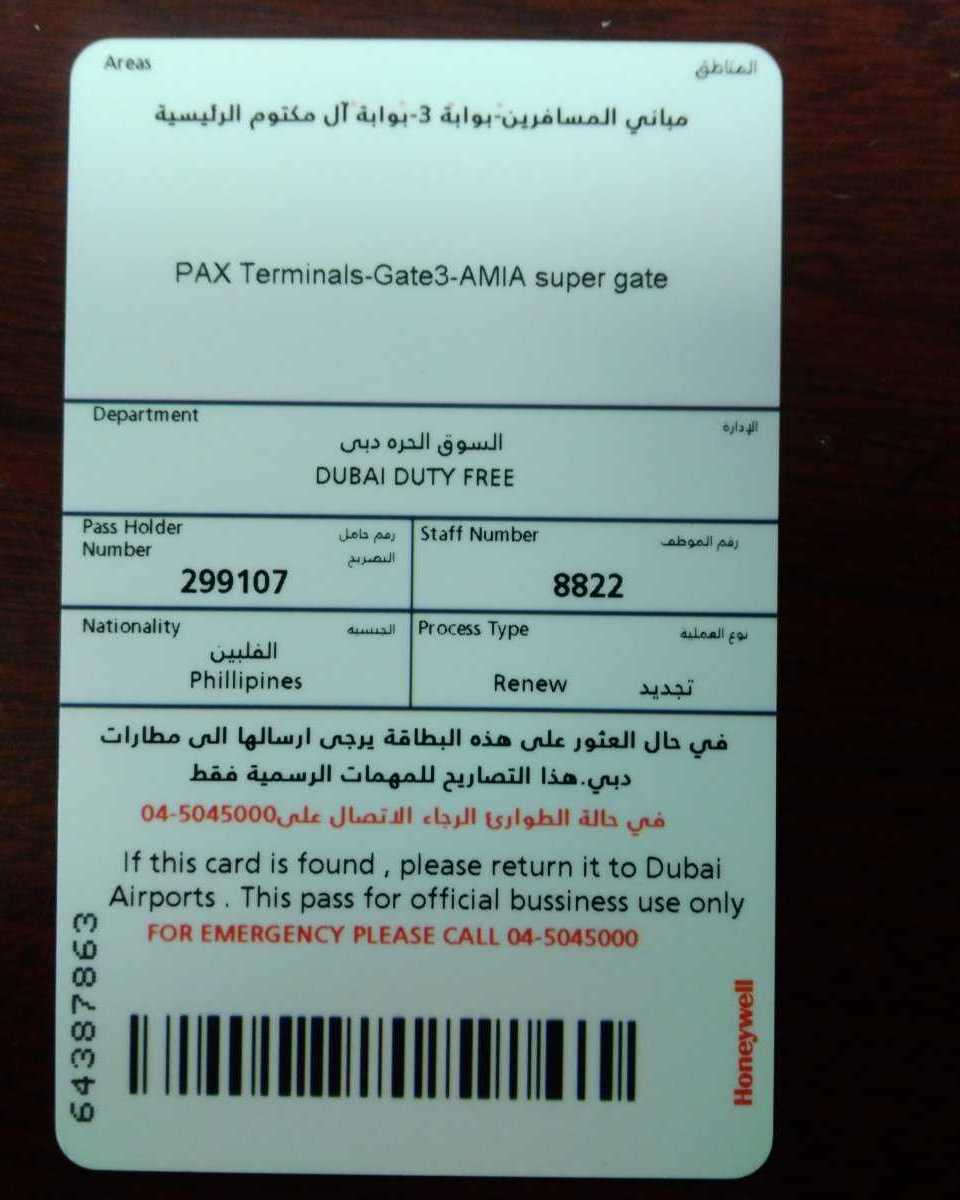 Areas المناطق
مباني المسافرين-بوابة 3-بوابة آل مكتوم الرئيسية
PAX Terminals-Gate3-AMIA super gate
Department الإدارة
السوق الحره دبى
DUBAI DUTY FREE
Pass Holder رقم حامل
Number التصريح
299107
Staff Number رقم الموظف
8822
Nationality الجنسية
الفلبين
Phillipines
Process Type نوع العملية
Renew تجديد
في حال العثور على هذه البطاقة يرجى ارسالها الى مطارات
دبي.هذا التصاريح للمهمات الرسمية فقط
في حالة الطوارئ الرجاء الاتصال على04-5045000
If this card is found , please return it to Dubai
Airports . This pass for official bussiness use only
FOR EMERGENCY PLEASE CALL 04-5045000
64387863
Honeywell